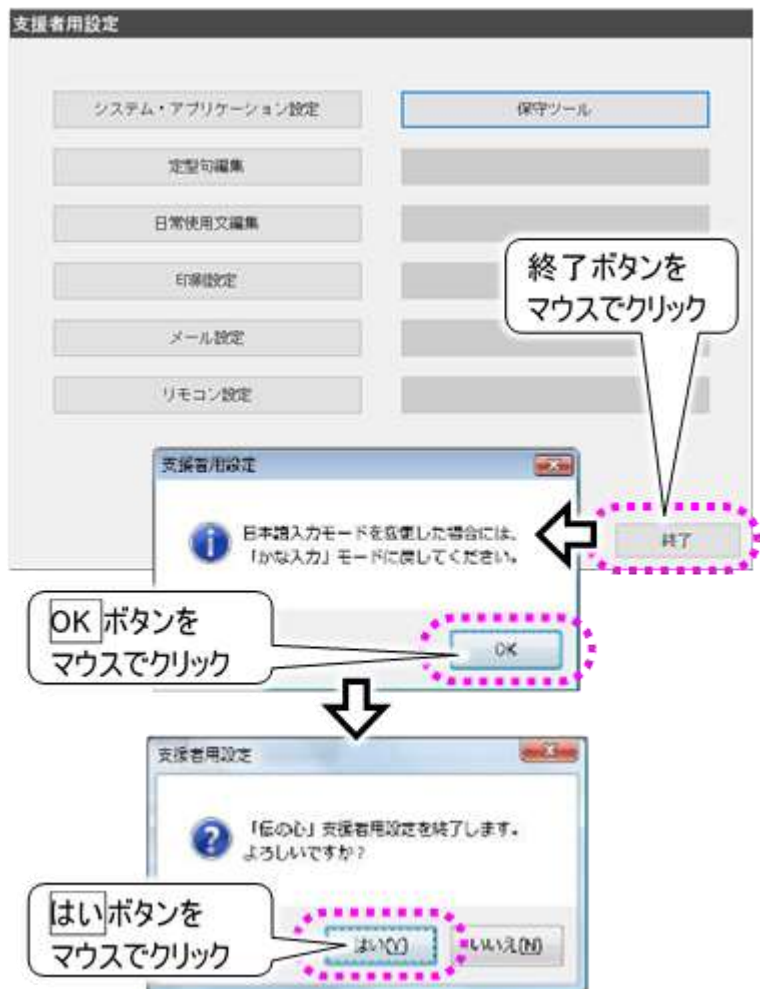 支援者用設定
システム・アプリケーション設定
保守ツール
定型句編集
日常使用文編集
印刷設定
メール設定
リモコン設定
終了ボタンを
マウスでクリック
終了
支援者用設定
日本語入力モードを変更した場合には、
「かな入力」モードに戻してください。
OK ボタンを
マウスでクリック
OK
支援者用設定
「伝の心」支援者用設定を終了します。
よろしいですか?
はいボタンを
マウスでクリック
はい(Y)
いいえ(N)